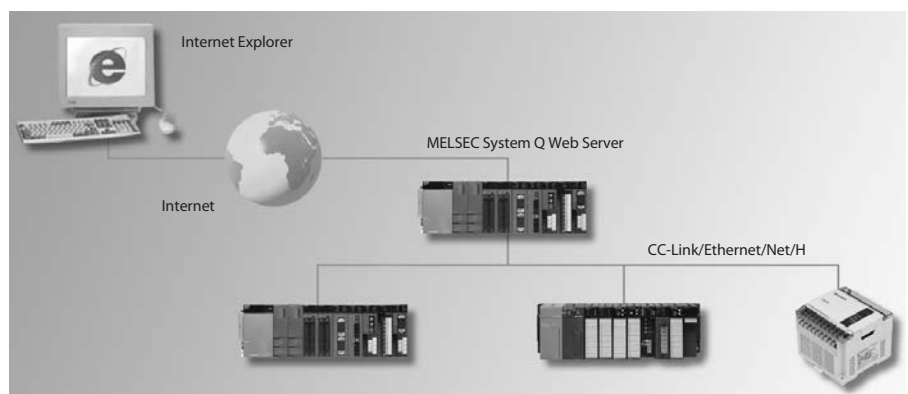 Internet Explorer
MELSEC System Q Web Server
Internet
CC-Link/Ethernet/Net/H